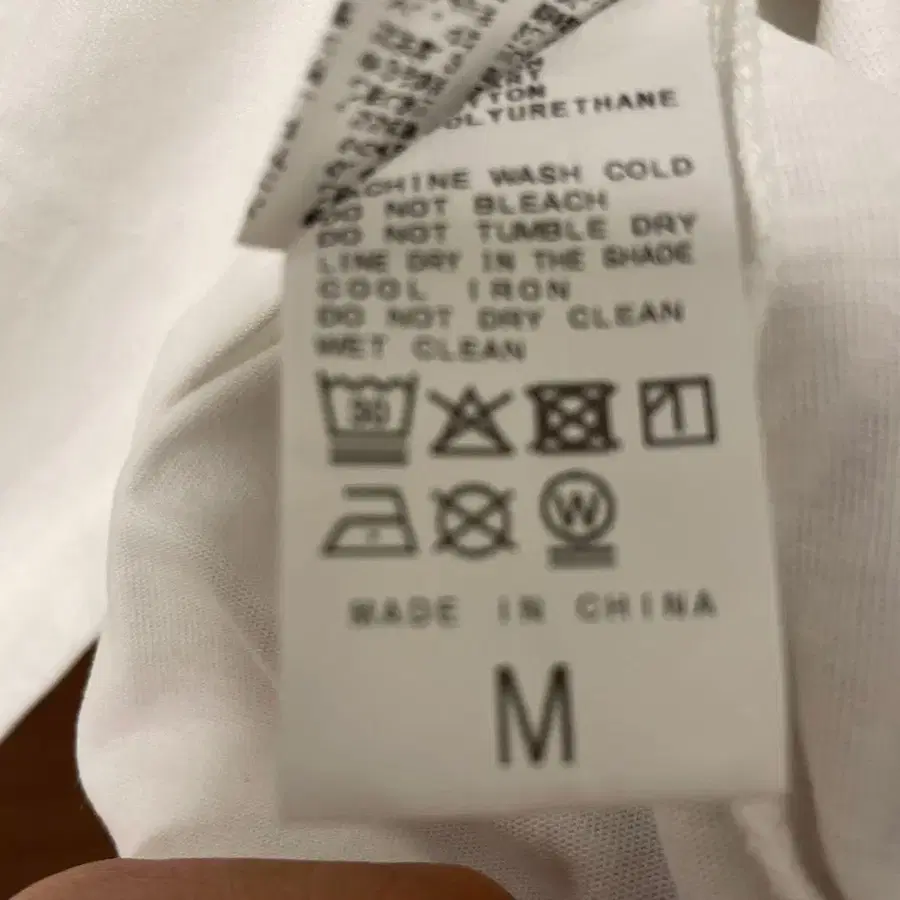 POLYURETHANE
MACHINE WASH COLD
DO NOT BLEACH
DO NOT TUMBLE DRY
LINE DRY IN THE SHADE
COOL IRON
DO NOT DRY CLEAN
WET CLEAN
30
W
MADE IN CHINA
M